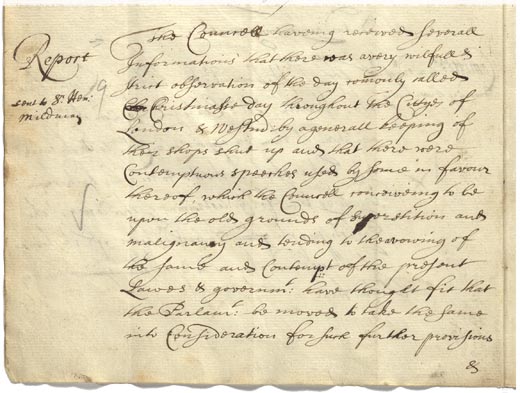 Report
sent to Sr Hen:
Mildmay
The Councell haveing received severall
Informations that there was a very wilfull &
strict observation of the day comonly called
Christmasse day throughout the Cittyes of
London & Westmr by a generall keeping of
their shops shut up and that there were
Contemptuous speeches used by some in favour
thereof, which the Councell conceiveing to be
upon the old grounds of superstition and
malignancy and tending to the avowing of
the same and Contempt of the present
Lawes & governmt: have thought fit that
the Parlamt: be moved to take the same
into Consideration for such further provisions
&